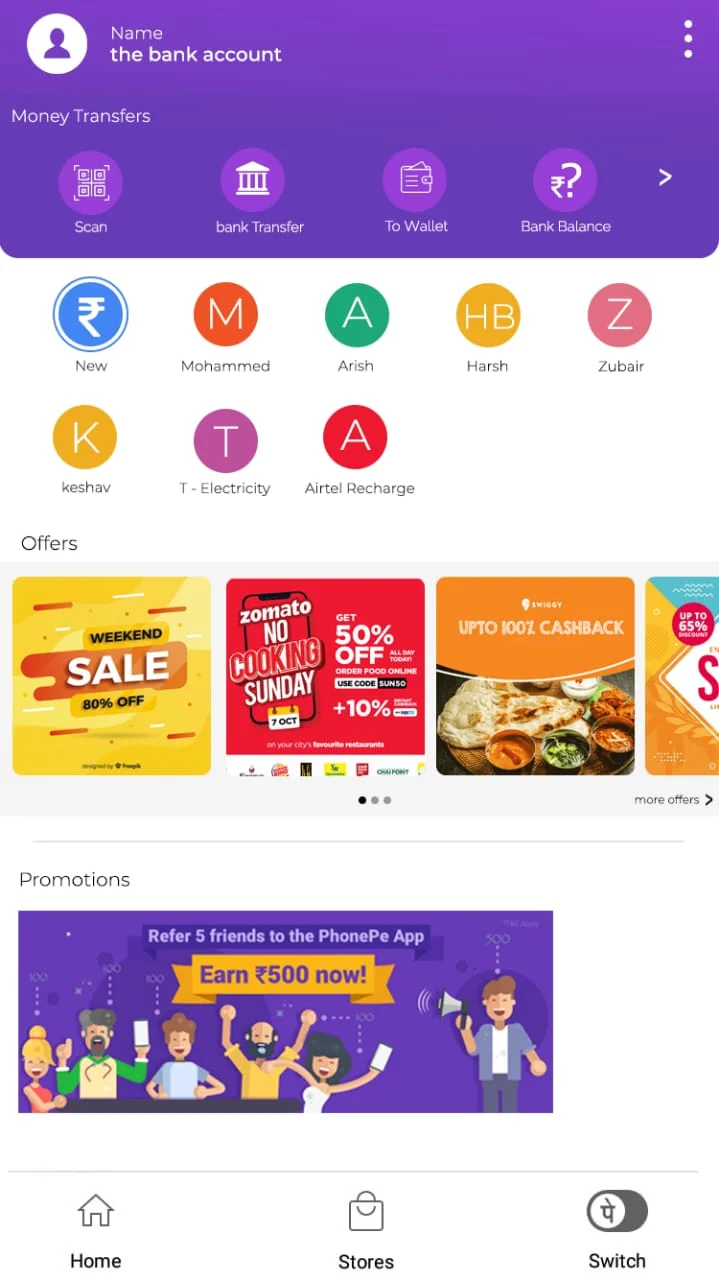 Name
the bank account
Money Transfers
Scan
bank Transfer
To Wallet
₹?
Bank Balance
>
₹
M
A
HB
Z
New
Mohammed
Arish
Harsh
Zubair
K
T
A
keshav
T - Electricity
Airtel Recharge
Offers
WEEKEND
SALE
80% OFF
designed by freepik
zomato
NO
COOKING
SUNDAY
7 OCT
GET
50%
OFF ALL DAY TODAY!
ORDER FOOD ONLINE
USE CODE SUN50
+10%
on your city's favourite restaurants
CHAI POINT
SWIGGY
UPTO 100% CASHBACK
UP TO
65%
DISCOUNT
S
more offers >
Promotions
*T&C Apply
Refer 5 friends to the PhonePe App
Earn ₹500 now!
500
100
100
100
100
पे
Home
Stores
Switch